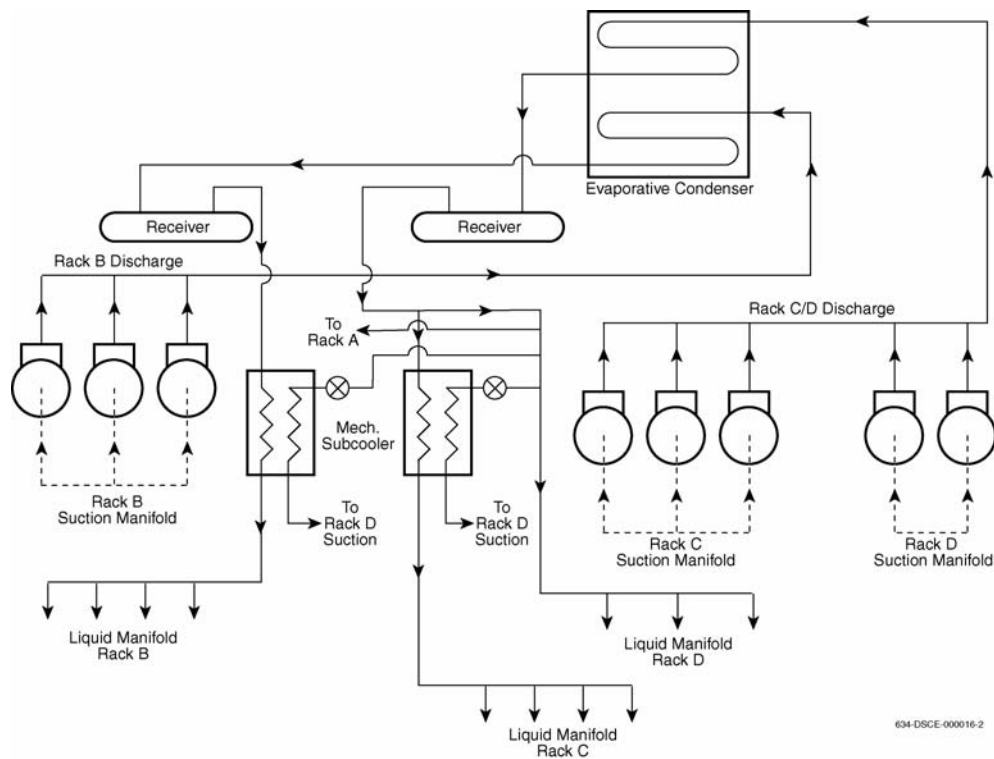 Evaporative Condenser
Receiver
Receiver
Rack B Discharge
Rack C/D Discharge
To
Rack A
Mech.
Subcooler
Rack B
Suction Manifold
To
Rack D
Suction
To
Rack D
Suction
Rack C
Suction Manifold
Rack D
Suction Manifold
Liquid Manifold
Rack B
Liquid Manifold
Rack D
Liquid Manifold
Rack C
634-DSCE-000016-2